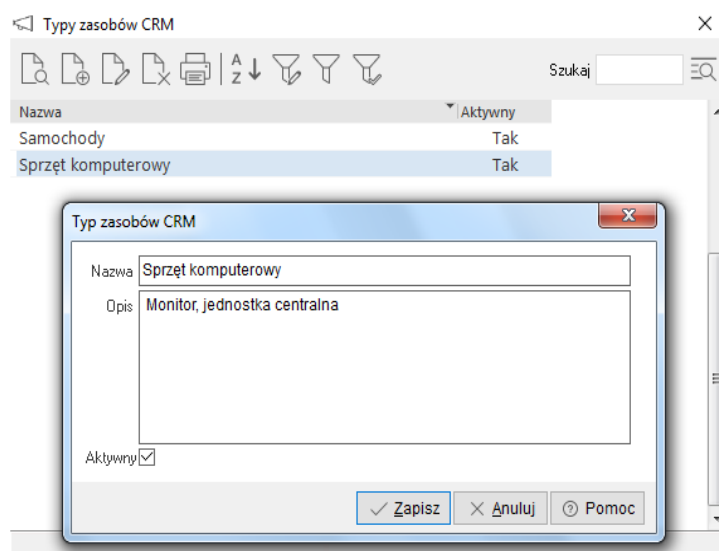 Typy zasobów CRM
A
Z
Szukaj
Nazwa Aktywny
Samochody Tak
Sprzęt komputerowy Tak
Typ zasobów CRM
Nazwa Sprzęt komputerowy
Opis Monitor, jednostka centralna
Aktywny
Zapisz Anuluj Pomoc